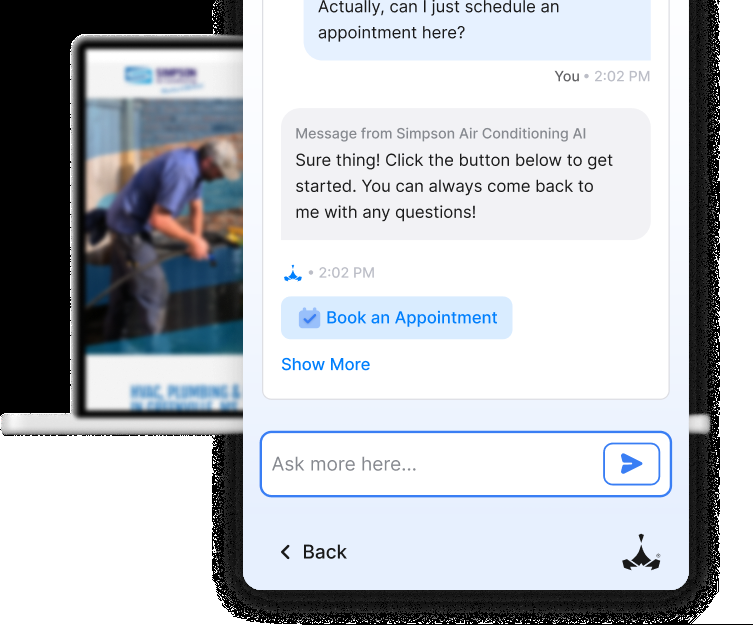 Actually, can I just schedule an
appointment here?
You • 2:02 PM
Message from Simpson Air Conditioning AI
Sure thing! Click the button below to get
started. You can always come back to
me with any questions!
• 2:02 PM
Book an Appointment
Show More
Ask more here...
Back
SIMPSON
HVAC, PLUMBING &
IN GREENVILLE,